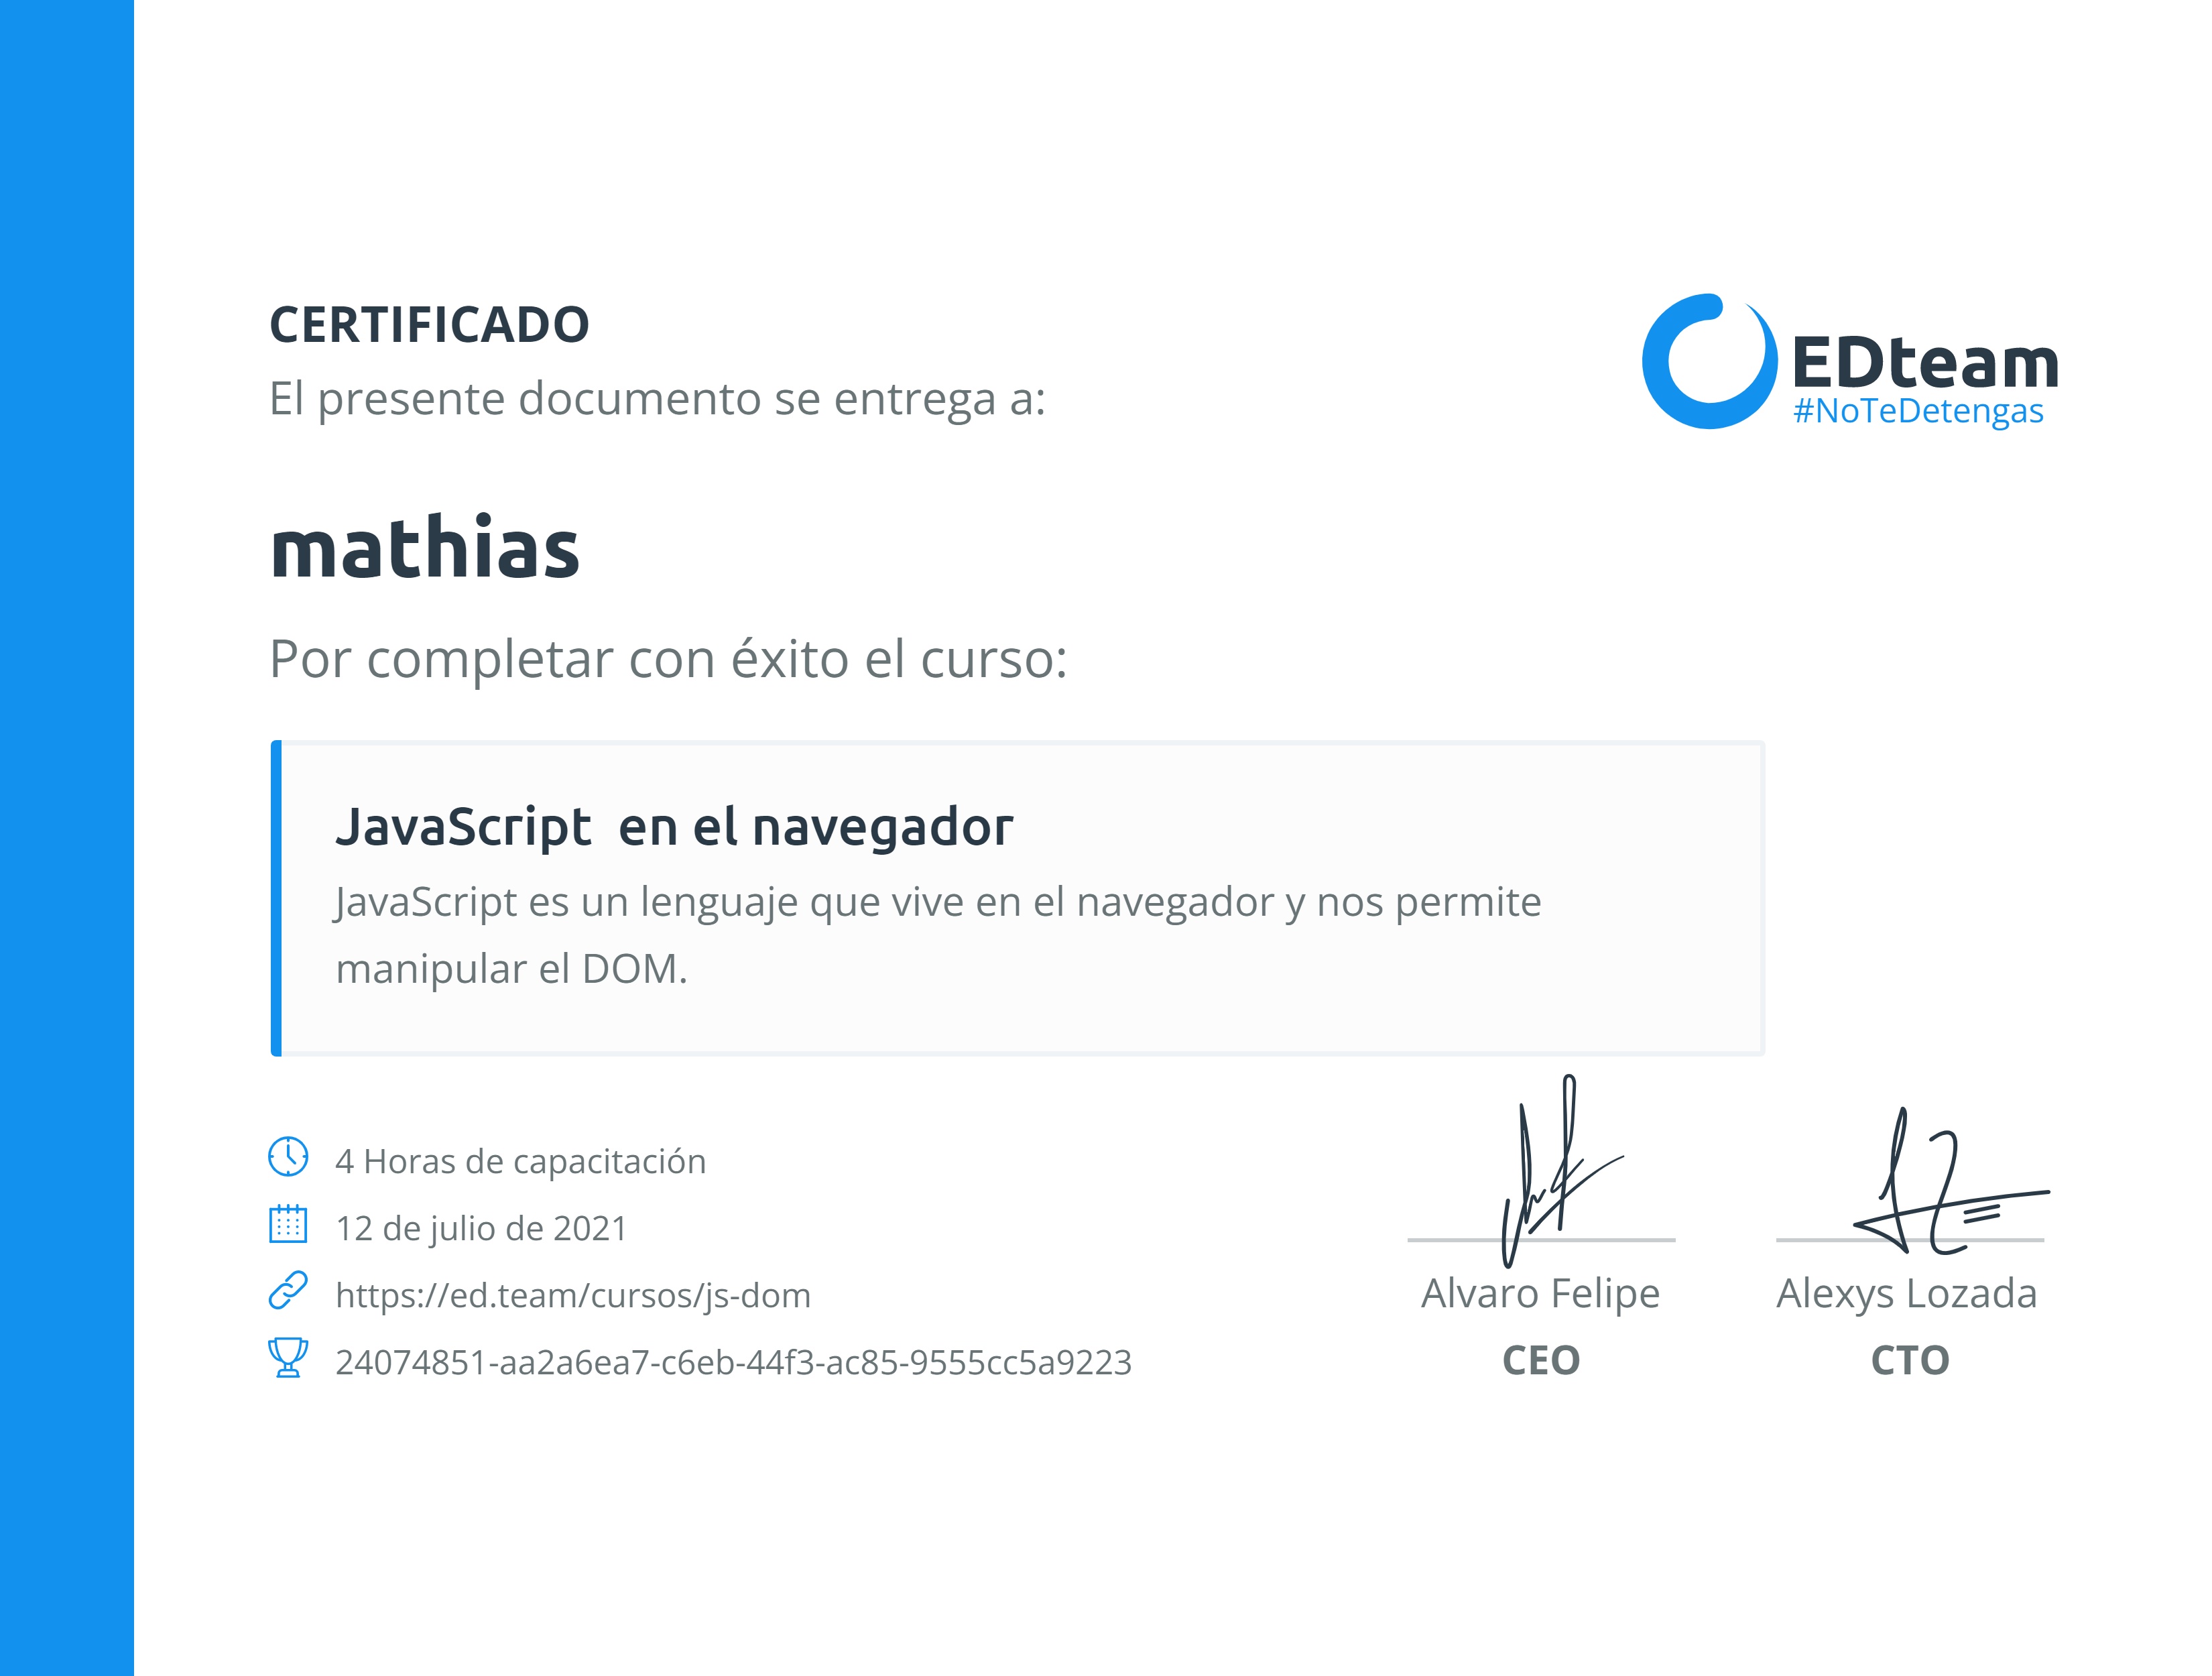 CERTIFICADO
El presente documento se entrega a:
EDteam
#NoTeDetengas
mathias
Por completar con éxito el curso:
JavaScript  en el navegador
JavaScript es un lenguaje que vive en el navegador y nos permite
manipular el DOM.
4 Horas de capacitación
12 de julio de 2021
https://ed.team/cursos/js-dom
24074851-aa2a6ea7-c6eb-44f3-ac85-9555cc5a9223
Alvaro Felipe
CEO
Alexys Lozada
CTO